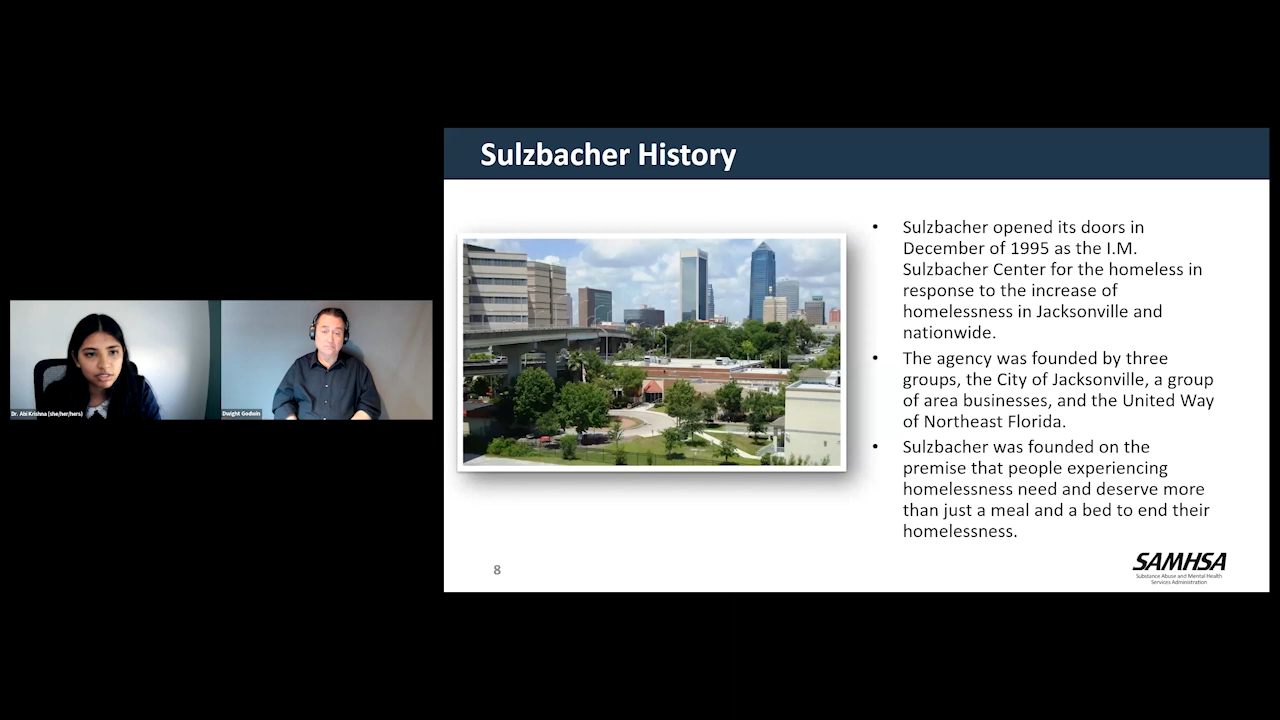 Sulzbacher History
• Sulzbacher opened its doors in
December of 1995 as the I.M.
Sulzbacher Center for the homeless in
response to the increase of
homelessness in Jacksonville and
nationwide.
• The agency was founded by three
groups, the City of Jacksonville, a group
of area businesses, and the United Way
of Northeast Florida.
• Sulzbacher was founded on the
premise that people experiencing
homelessness need and deserve more
than just a meal and a bed to end their
homelessness.
8
SAMHSA
Substance Abuse and Mental Health
Services Administration
Dr. Abi Krishna (she/her/hers)
Dwight Godwin